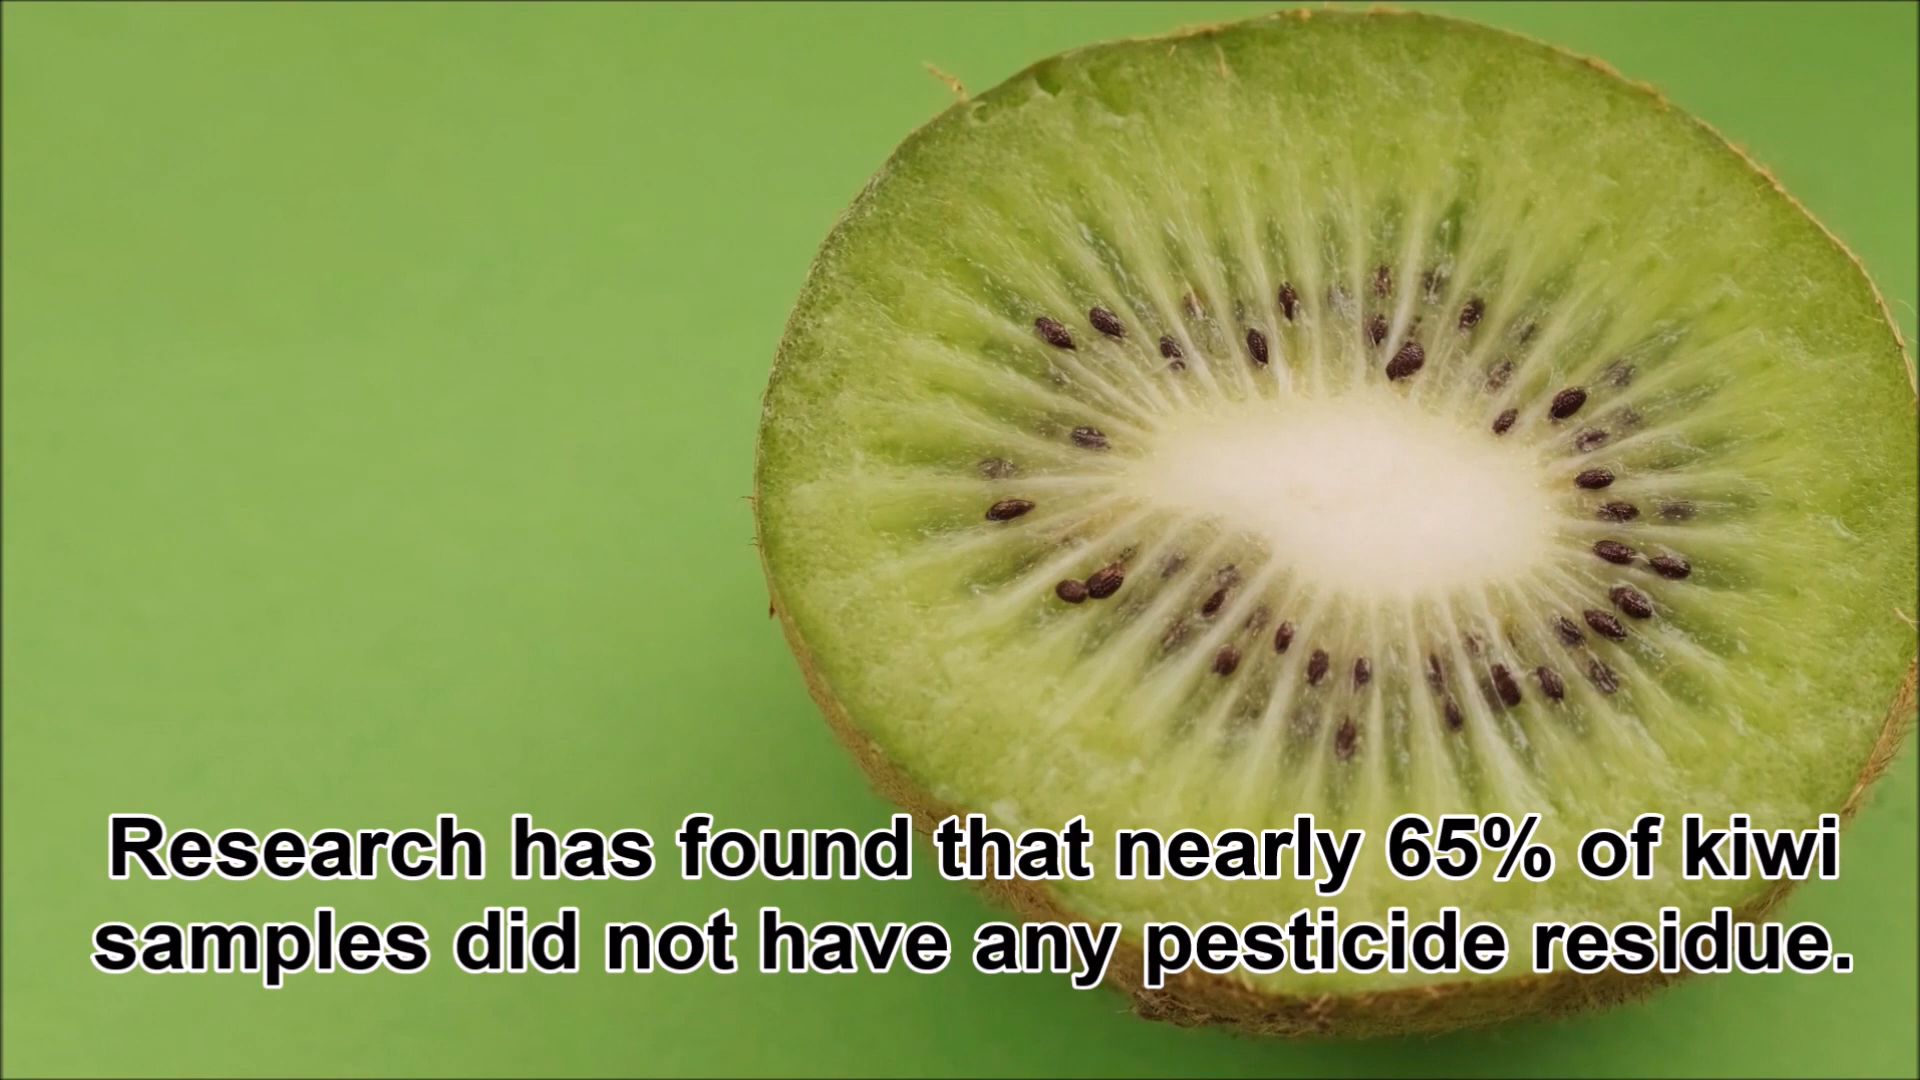 Research has found that nearly 65% of kiwi
samples did not have any pesticide residue.